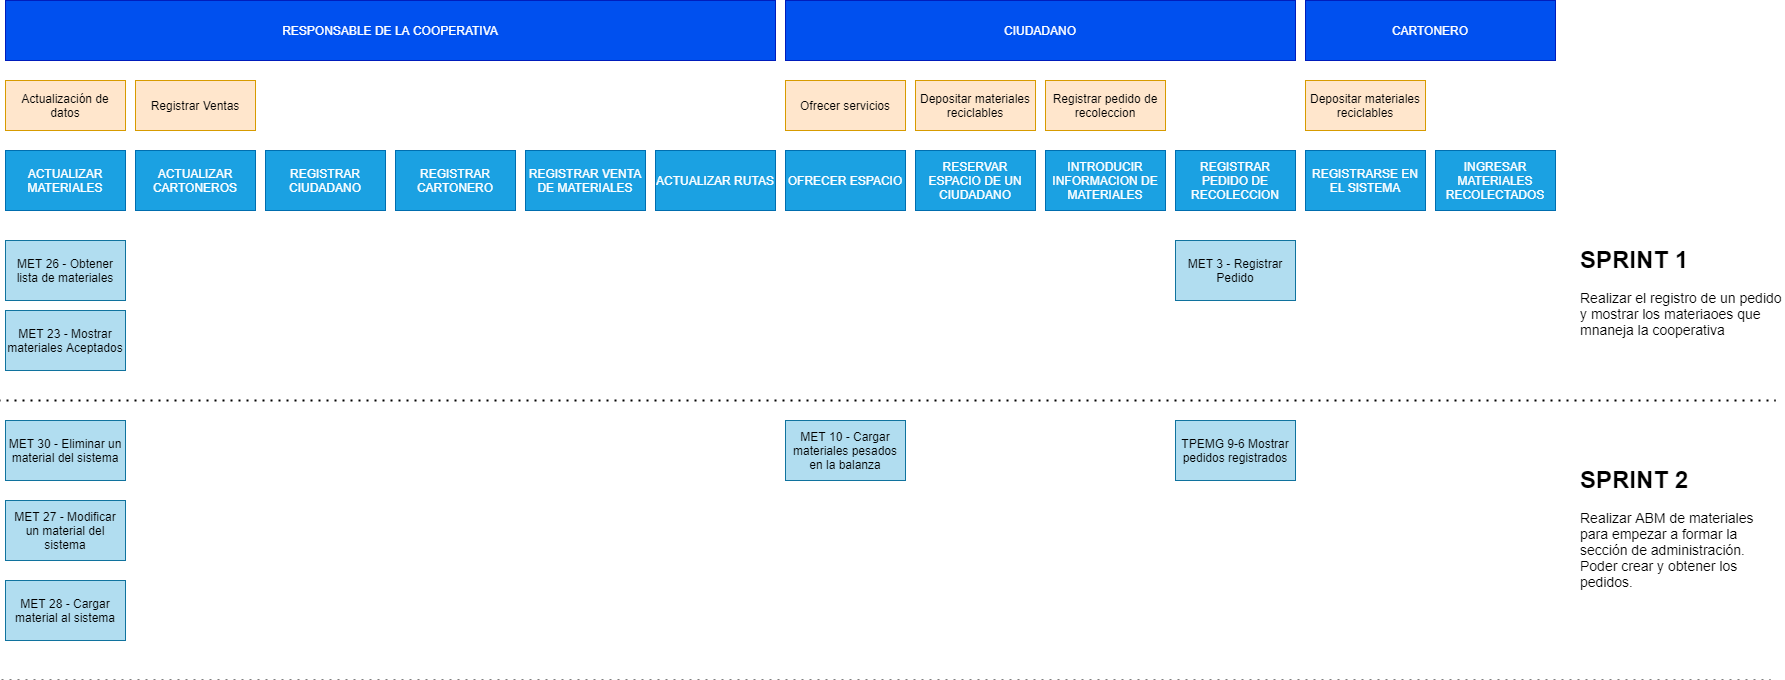 RESPONSABLE DE LA COOPERATIVA
CIUDADANO
CARTONERO
Actualización de
datos
Registrar Ventas
Ofrecer servicios
Depositar materiales
reciclables
Registrar pedido de
recoleccion
Depositar materiales
reciclables
ACTUALIZAR
MATERIALES
ACTUALIZAR
CARTONEROS
REGISTRAR
CIUDADANO
REGISTRAR
CARTONERO
REGISTRAR VENTA
DE MATERIALES
ACTUALIZAR RUTAS
OFRECER ESPACIO
RESERVAR
ESPACIO DE UN
CIUDADANO
INTRODUCIR
INFORMACION DE
MATERIALES
REGISTRAR
PEDIDO DE
RECOLECCION
REGISTRARSE EN
EL SISTEMA
INGRESAR
MATERIALES
RECOLECTADOS
MET 26 - Obtener
lista de materiales
MET 3 - Registrar
Pedido
MET 23 - Mostrar
materiales Aceptados
SPRINT 1
Realizar el registro de un pedido
y mostrar los materiaoes que
mnaneja la cooperativa
MET 30 - Eliminar un
material del sistema
MET 10 - Cargar
materiales pesados
en la balanza
TPEMG 9-6 Mostrar
pedidos registrados
MET 27 - Modificar
un material del
sistema
MET 28 - Cargar
material al sistema
SPRINT 2
Realizar ABM de materiales
para empezar a formar la
sección de administración.
Poder crear y obtener los
pedidos.